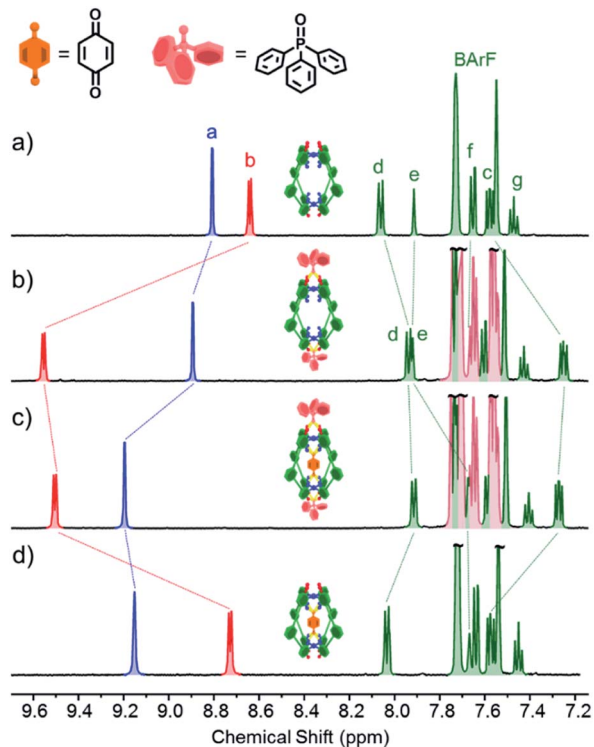 =
O
O
=
O
P
BArF
a)
a
b
d
e
f
c
g
b)
d
e
c)
d)
9.6 9.4 9.2 9.0 8.8 8.6 8.4 8.2 8.0 7.8 7.6 7.4 7.2
Chemical Shift (ppm)